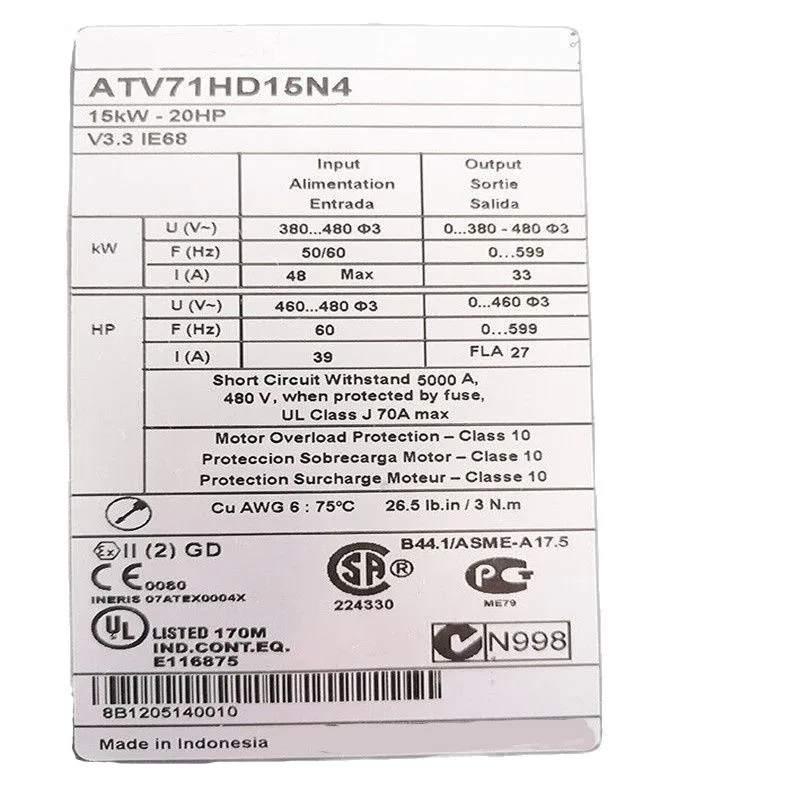 ATV71HD15N4
15kW - 20HP
V3.3 IE68
Input Output
Alimentation Sortie
Entrada Salida
kW U (V~) 380...480 Φ3 0...380 - 480 Φ3
F (Hz) 50/60 0...599
I (A) 48 Max 33
HP U (V~) 460...480 Φ3 0...460 Φ3
F (Hz) 60 0...599
I (A) 39 FLA 27
Short Circuit Withstand 5000 A,
480 V, when protected by fuse,
UL Class J 70A max
Motor Overload Protection – Class 10
Proteccion Sobrecarga Motor – Clase 10
Protection Surcharge Moteur – Classe 10
Cu AWG 6 : 75ºC 26.5 lb.in / 3 N.m
Ex II (2) GD
CE 0080
INERIS 07ATEX0004X
B44.1/ASME-A17.5
CSA ®
224330
PC
ME79
UL LISTED 170M
IND.CONT.EQ.
E116875
N998
8B1205140010
Made in Indonesia